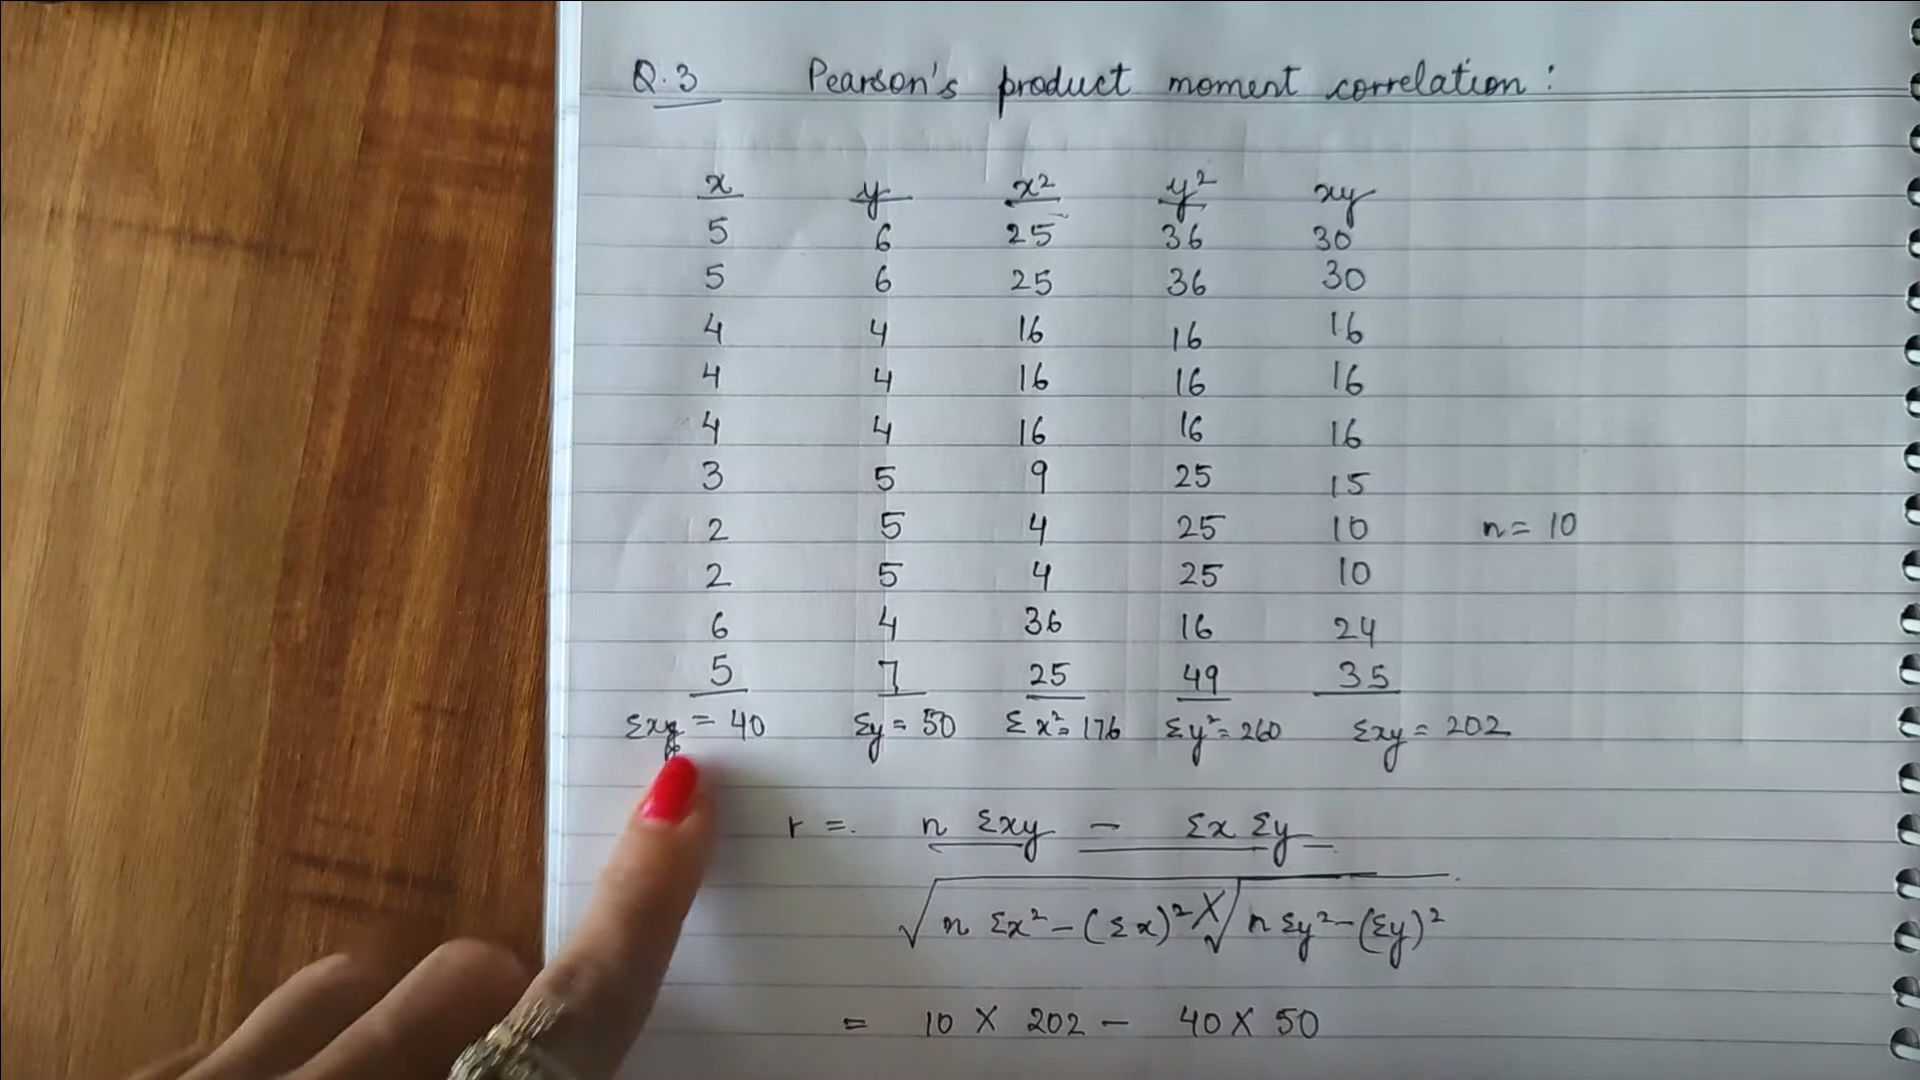 Q.3 Pearson's product moment correlation :
x y x² y² xy
5 6 25 36 30
5 6 25 36 30
4 4 16 16 16
4 4 16 16 16
4 4 16 16 16
3 5 9 25 15
2 5 4 25 10 n = 10
2 5 4 25 10
6 4 36 16 24
5 7 25 49 35
Σxy = 40 Σy = 50 Σx² = 176 Σy² = 260 Σxy = 202
r = n Σxy - Σx Σy
√n Σx² - (Σx)² X √n Σy² - (Σy)²
= 10 X 202 - 40 X 50